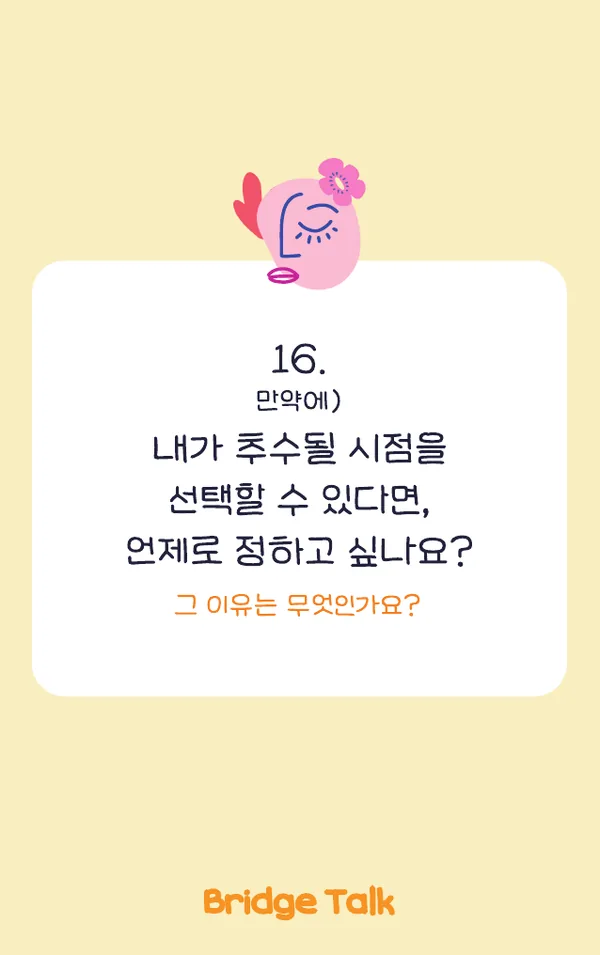 16.
만약에)
내가 추수될 시점을
선택할 수 있다면,
언제로 정하고 싶나요?
그 이유는 무엇인가요?
Bridge Talk